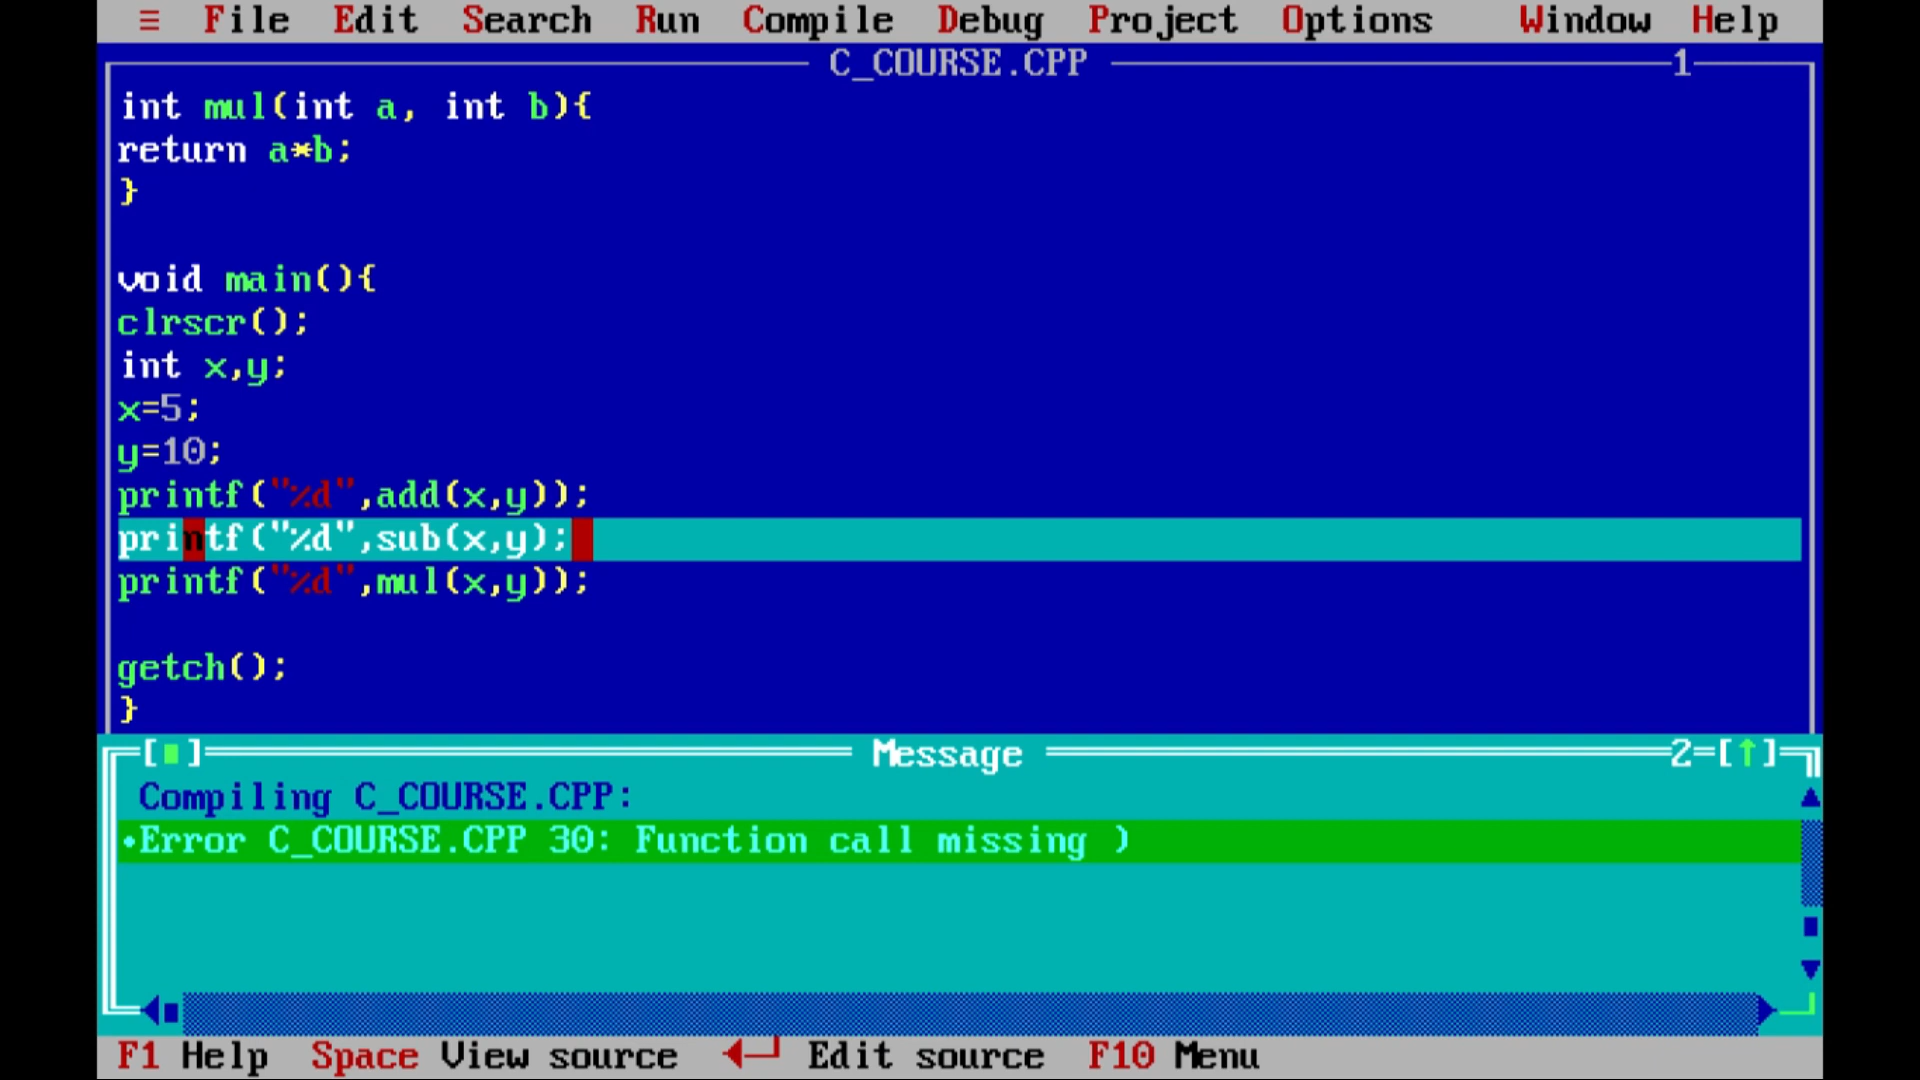 ≡ File Edit Search Run Compile Debug Project Options Window Help
C_COURSE.CPP 1
int mul(int a, int b){
return a*b;
}
void main(){
clrscr();
int x,y;
x=5;
y=10;
printf("%d",add(x,y));
printf("%d",sub(x,y);
printf("%d",mul(x,y));
getch();
}
[■] Message 2=[↑]
Compiling C_COURSE.CPP:
•Error C_COURSE.CPP 30: Function call missing )
F1 Help Space View source ◄─┘ Edit source F10 Menu